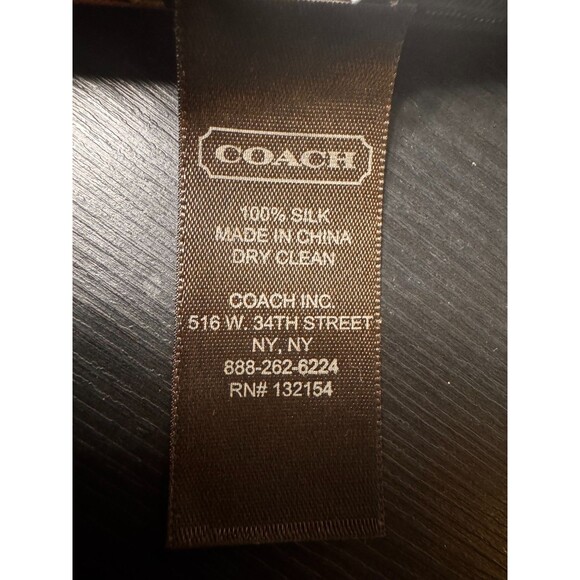 COACH
100% SILK
MADE IN CHINA
DRY CLEAN
COACH INC.
516 W. 34TH STREET
NY, NY
888-262-6224
RN# 132154